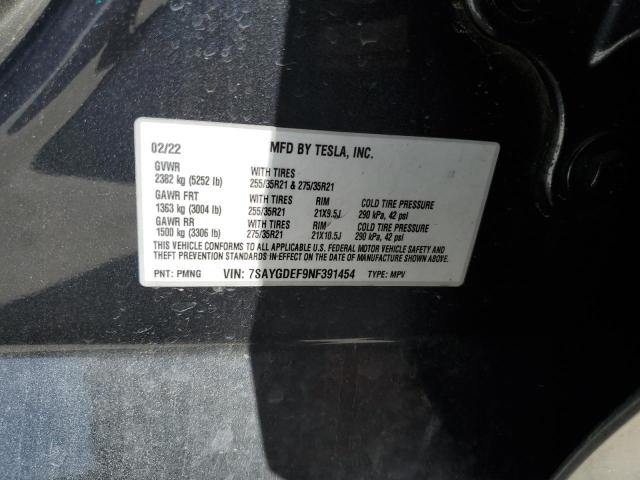 02/22 MFD BY TESLA, INC.
GVWR WITH TIRES
2382 kg (5252 lb) 255/35R21 & 275/35R21
GAWR FRT WITH TIRES RIM COLD TIRE PRESSURE
1363 kg (3004 lb) 255/35R21 21X9.5J 290 kPa, 42 psi
GAWR RR WITH TIRES RIM COLD TIRE PRESSURE
1500 kg (3306 lb) 275/35R21 21X10.5J 290 kPa, 42 psi
THIS VEHICLE CONFORMS TO ALL APPLICABLE U.S. FEDERAL MOTOR VEHICLE SAFETY AND
THEFT PREVENTION STANDARDS IN EFFECT ON THE DATE OF MANUFACTURE SHOWN ABOVE.
PNT: PMNG VIN: 7SAYGDEF9NF391454 TYPE: MPV